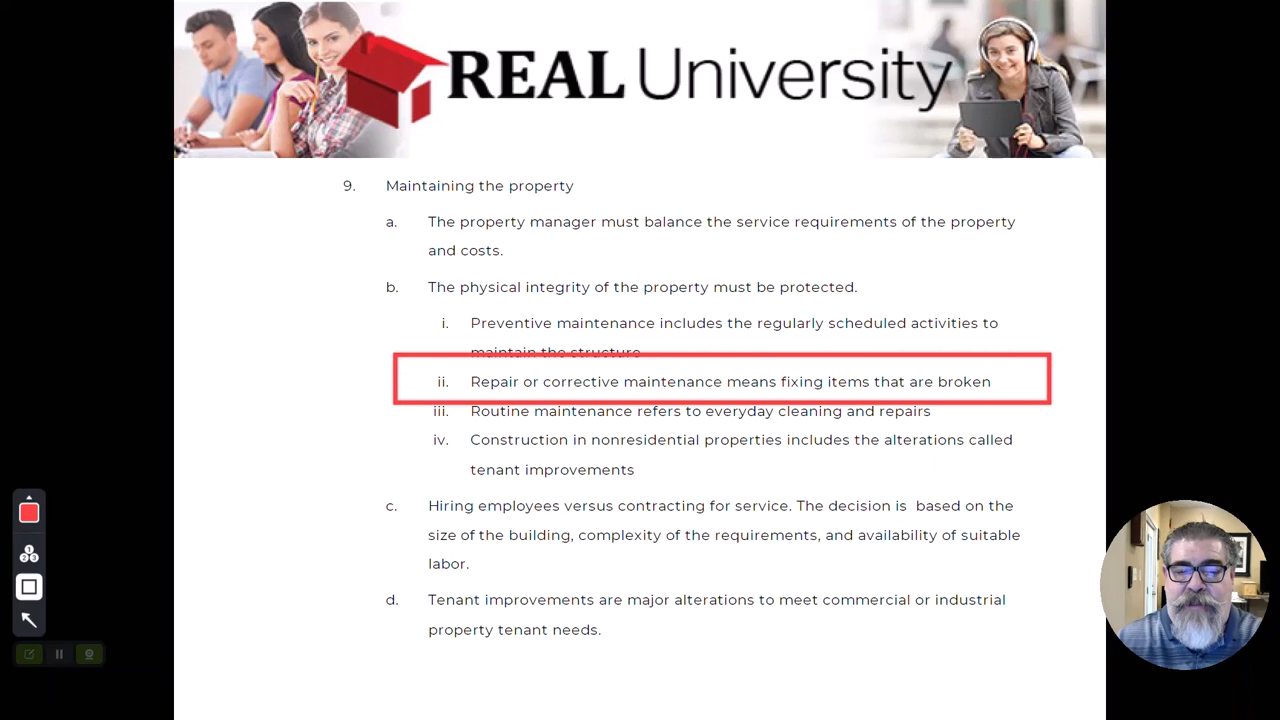 REAL University
9. Maintaining the property
a. The property manager must balance the service requirements of the property
and costs.
b. The physical integrity of the property must be protected.
i. Preventive maintenance includes the regularly scheduled activities to
maintain the structure
ii. Repair or corrective maintenance means fixing items that are broken
iii. Routine maintenance refers to everyday cleaning and repairs
iv. Construction in nonresidential properties includes the alterations called
tenant improvements
c. Hiring employees versus contracting for service. The decision is  based on the
size of the building, complexity of the requirements, and availability of suitable
labor.
d. Tenant improvements are major alterations to meet commercial or industrial
property tenant needs.